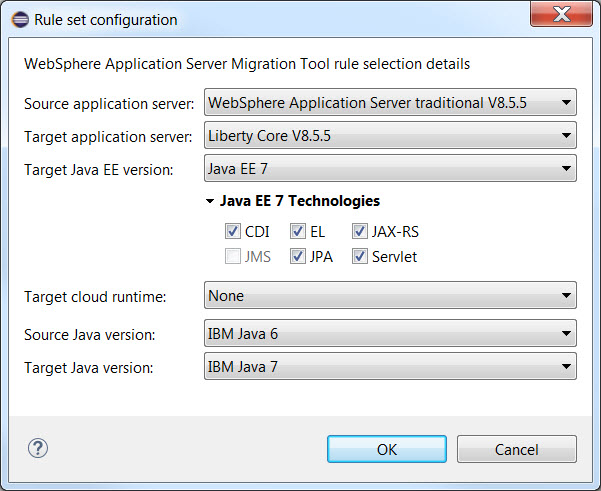 Rule set configuration
WebSphere Application Server Migration Tool rule selection details
Source application server: WebSphere Application Server traditional V8.5.5
Target application server: Liberty Core V8.5.5
Target Java EE version: Java EE 7
Java EE 7 Technologies
CDI EL JAX-RS
JMS JPA Servlet
Target cloud runtime: None
Source Java version: IBM Java 6
Target Java version: IBM Java 7
? OK Cancel